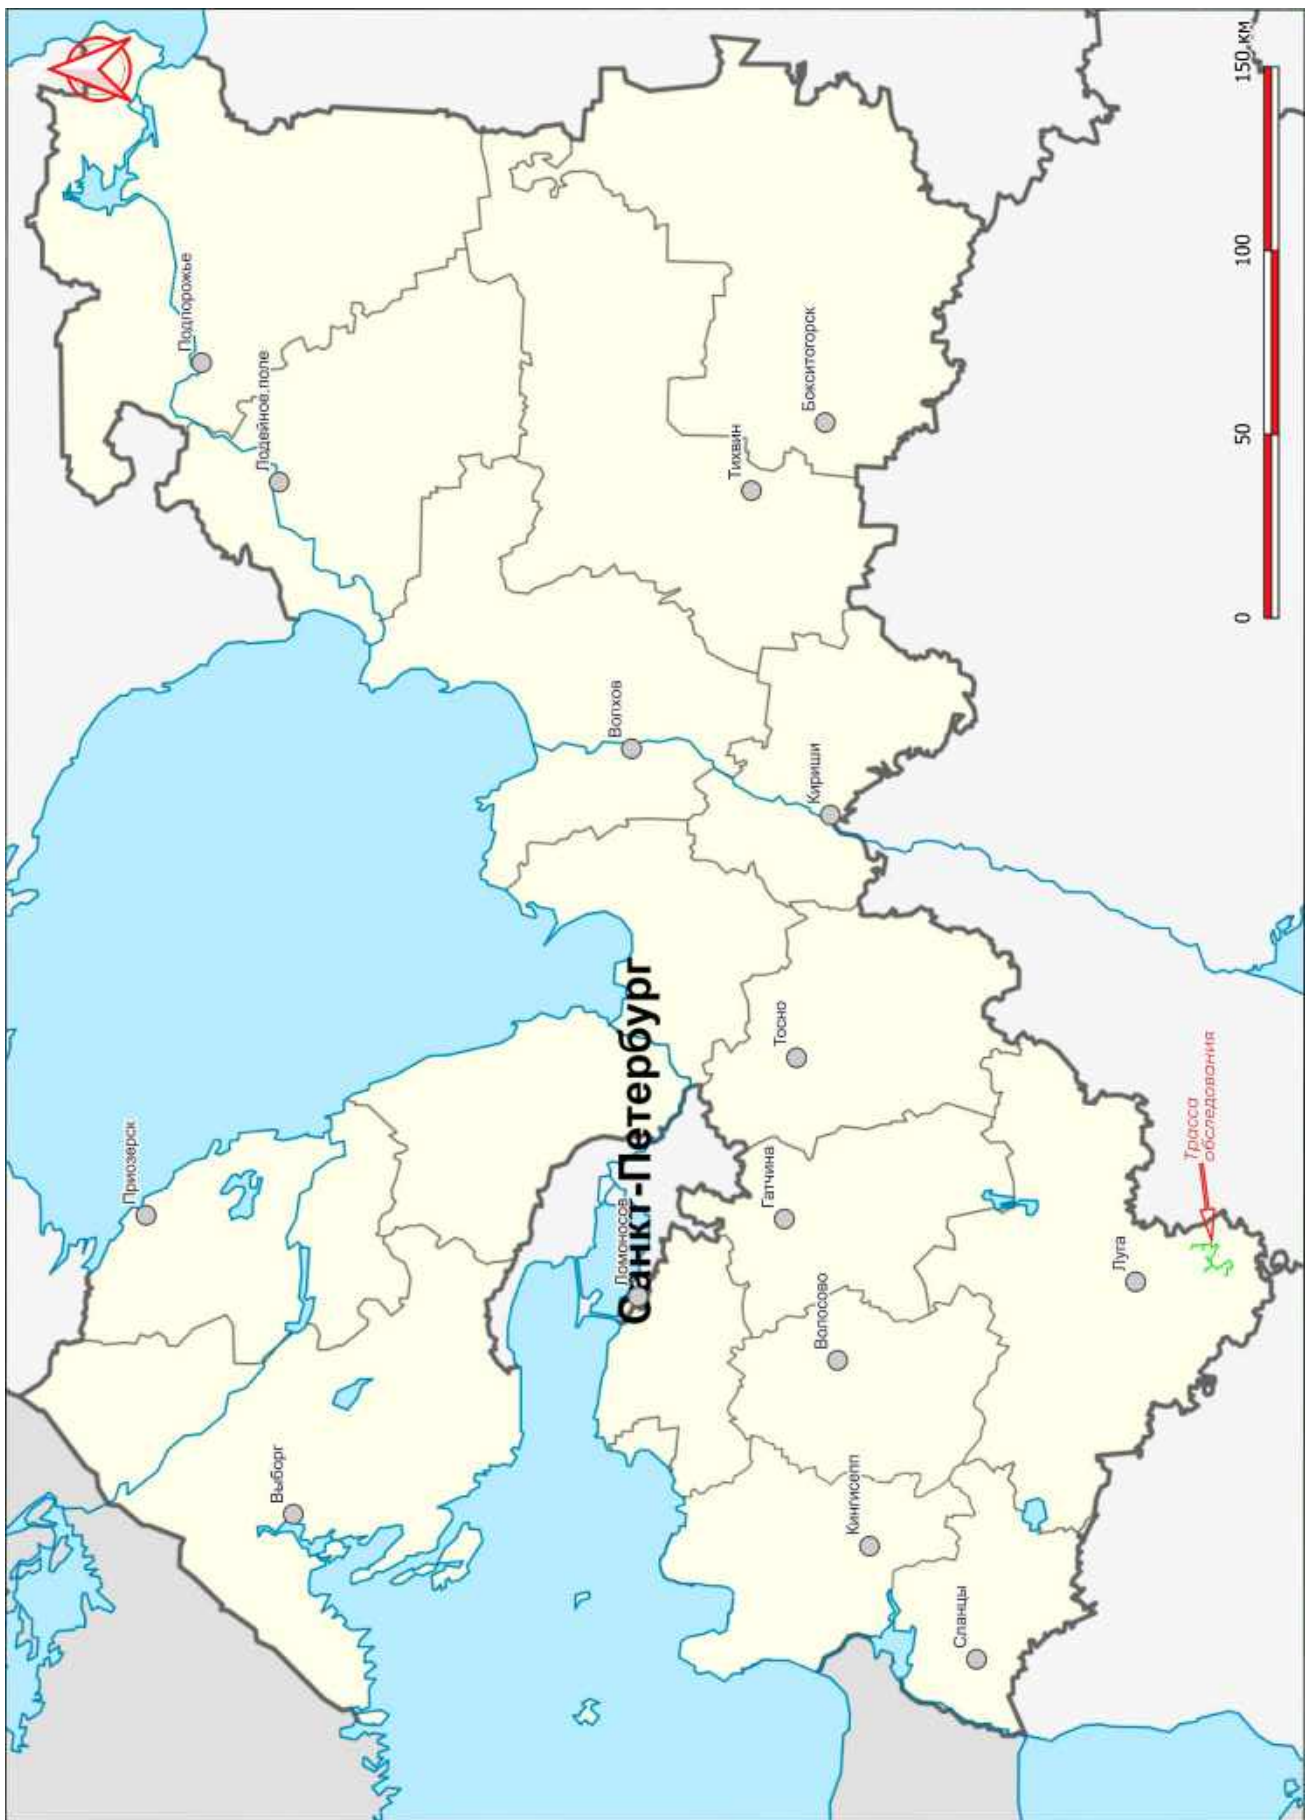 Подпорожье
Лодейное поле
Приозерск
Выборг
Волхов
Санкт-Петербург
Ломоносов
Тихвин
Бокситогорск
Кириши
Тосно
Гатчина
Волосово
Кингисепп
Сланцы
Луга
Трасса
обследования
0
50
100
150 км